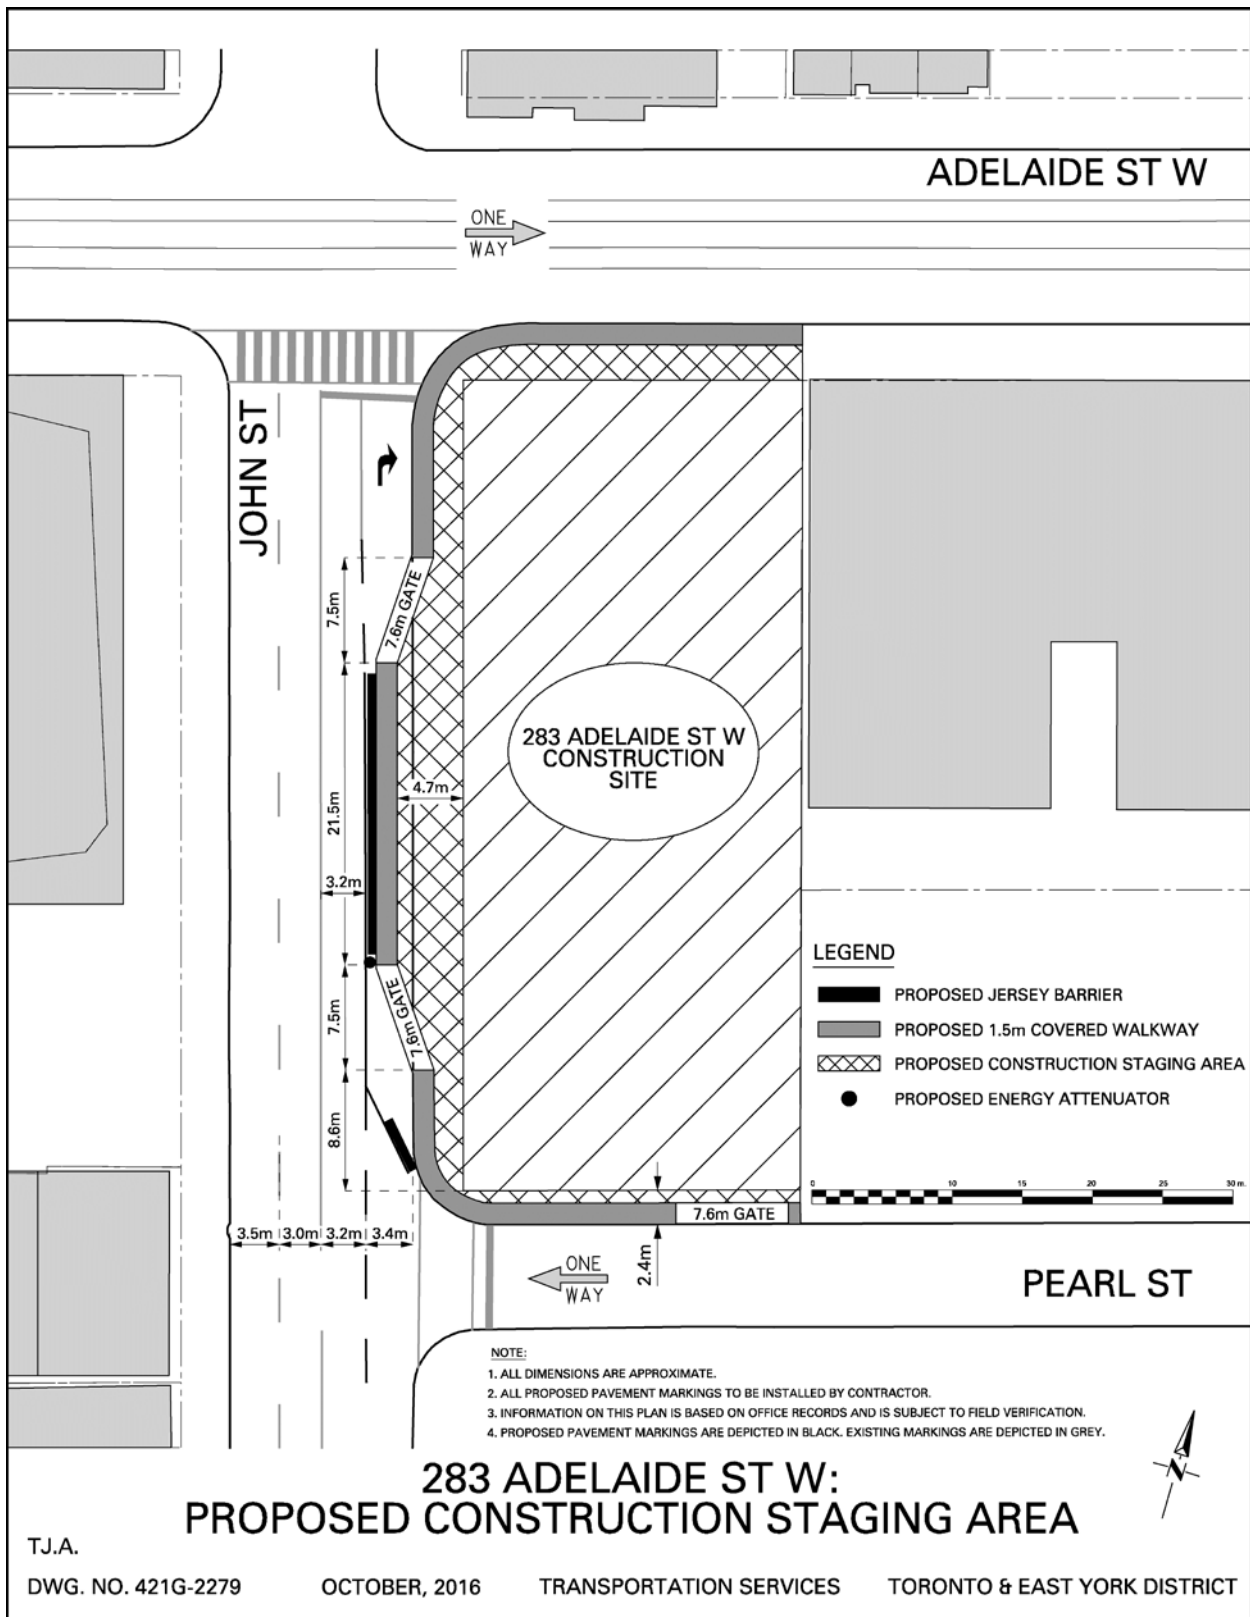 ADELAIDE ST W
ONE
WAY
JOHN ST
7.5m
7.6m GATE
283 ADELAIDE ST W
CONSTRUCTION
SITE
4.7m
21.5m
3.2m
7.5m
7.6m GATE
8.6m
LEGEND
PROPOSED JERSEY BARRIER
PROPOSED 1.5m COVERED WALKWAY
PROPOSED CONSTRUCTION STAGING AREA
PROPOSED ENERGY ATTENUATOR
0 5 10 15 20 25 30 m.
7.6m GATE
3.5m 3.0m 3.2m 3.4m
2.4m
ONE
WAY
PEARL ST
NOTE:
1. ALL DIMENSIONS ARE APPROXIMATE.
2. ALL PROPOSED PAVEMENT MARKINGS TO BE INSTALLED BY CONTRACTOR.
3. INFORMATION ON THIS PLAN IS BASED ON OFFICE RECORDS AND IS SUBJECT TO FIELD VERIFICATION.
4. PROPOSED PAVEMENT MARKINGS ARE DEPICTED IN BLACK. EXISTING MARKINGS ARE DEPICTED IN GREY.
N
283 ADELAIDE ST W:
PROPOSED CONSTRUCTION STAGING AREA
TJ.A.
DWG. NO. 421G-2279 OCTOBER, 2016 TRANSPORTATION SERVICES TORONTO & EAST YORK DISTRICT